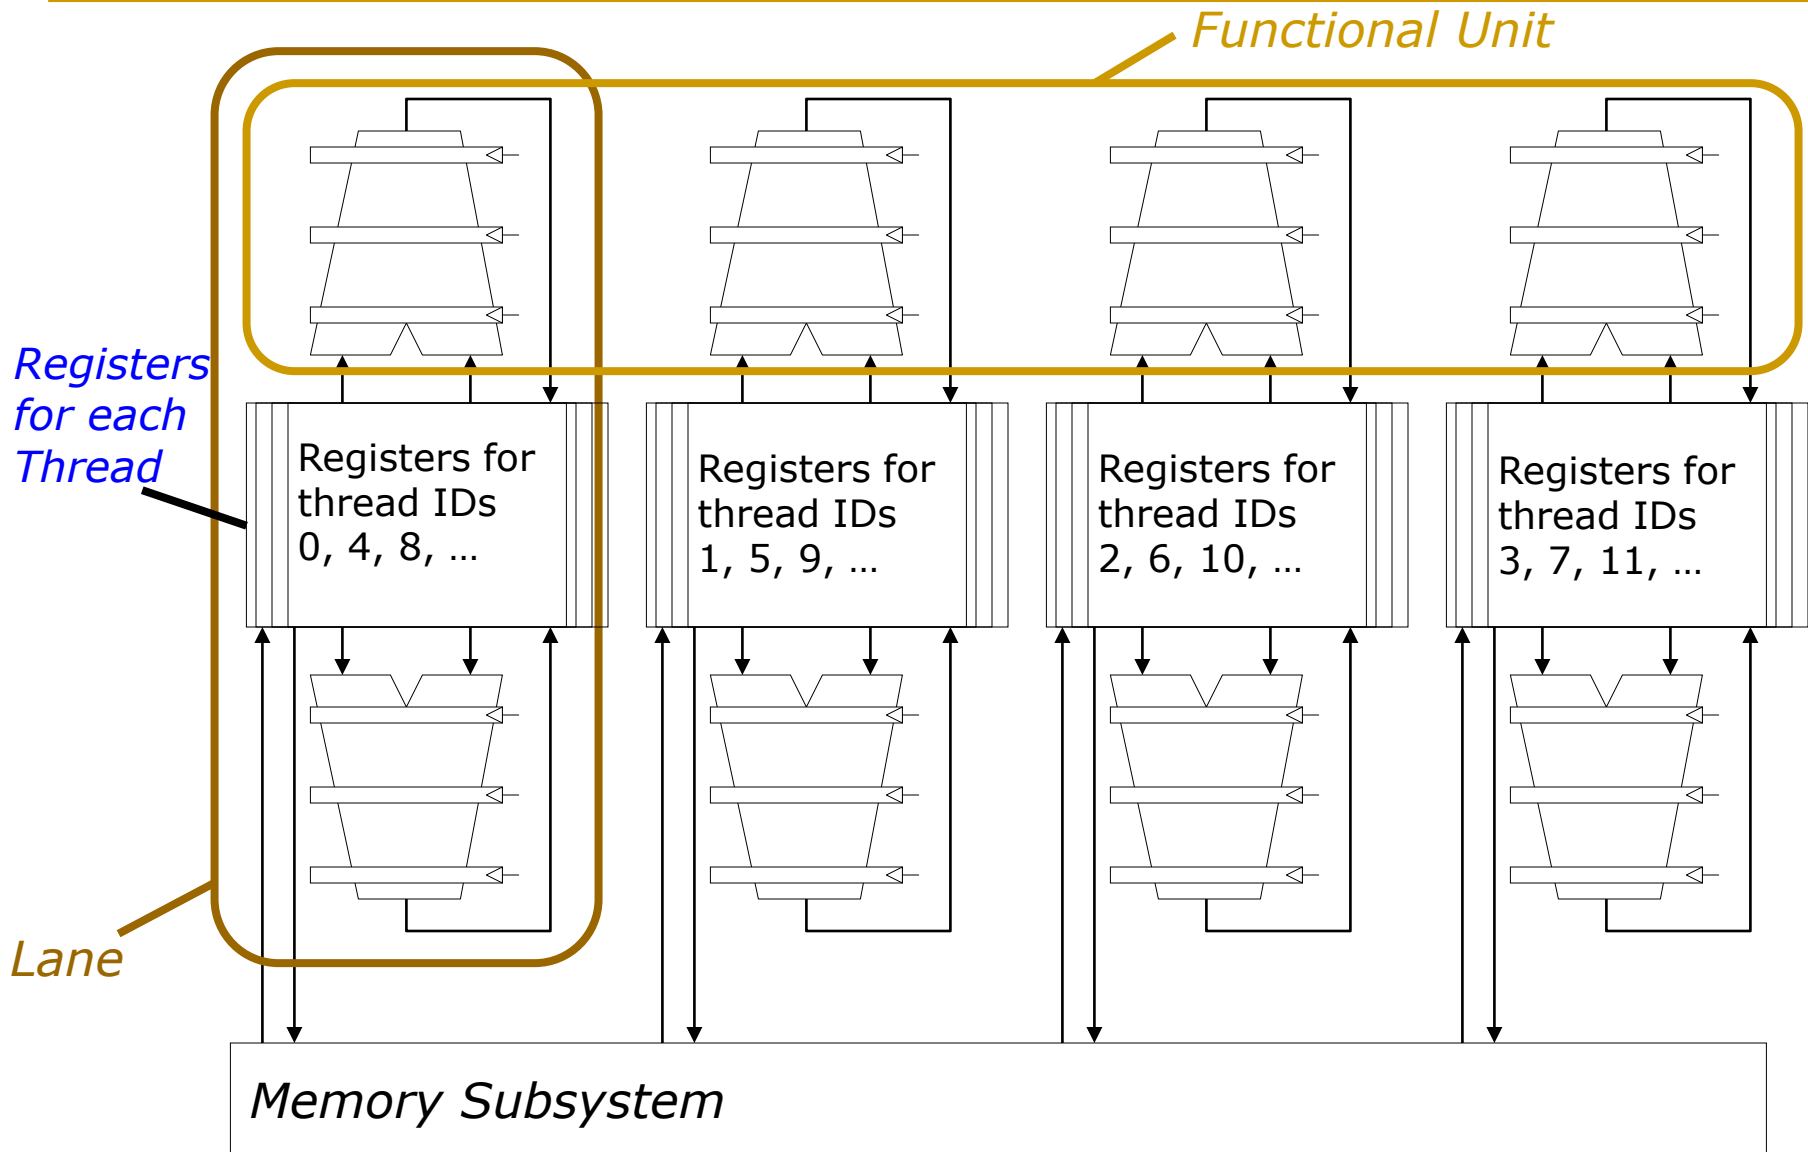 Functional Unit
Registers
for each
Thread
Registers for
thread IDs
0, 4, 8, …
Registers for
thread IDs
1, 5, 9, …
Registers for
thread IDs
2, 6, 10, …
Registers for
thread IDs
3, 7, 11, …
Lane
Memory Subsystem